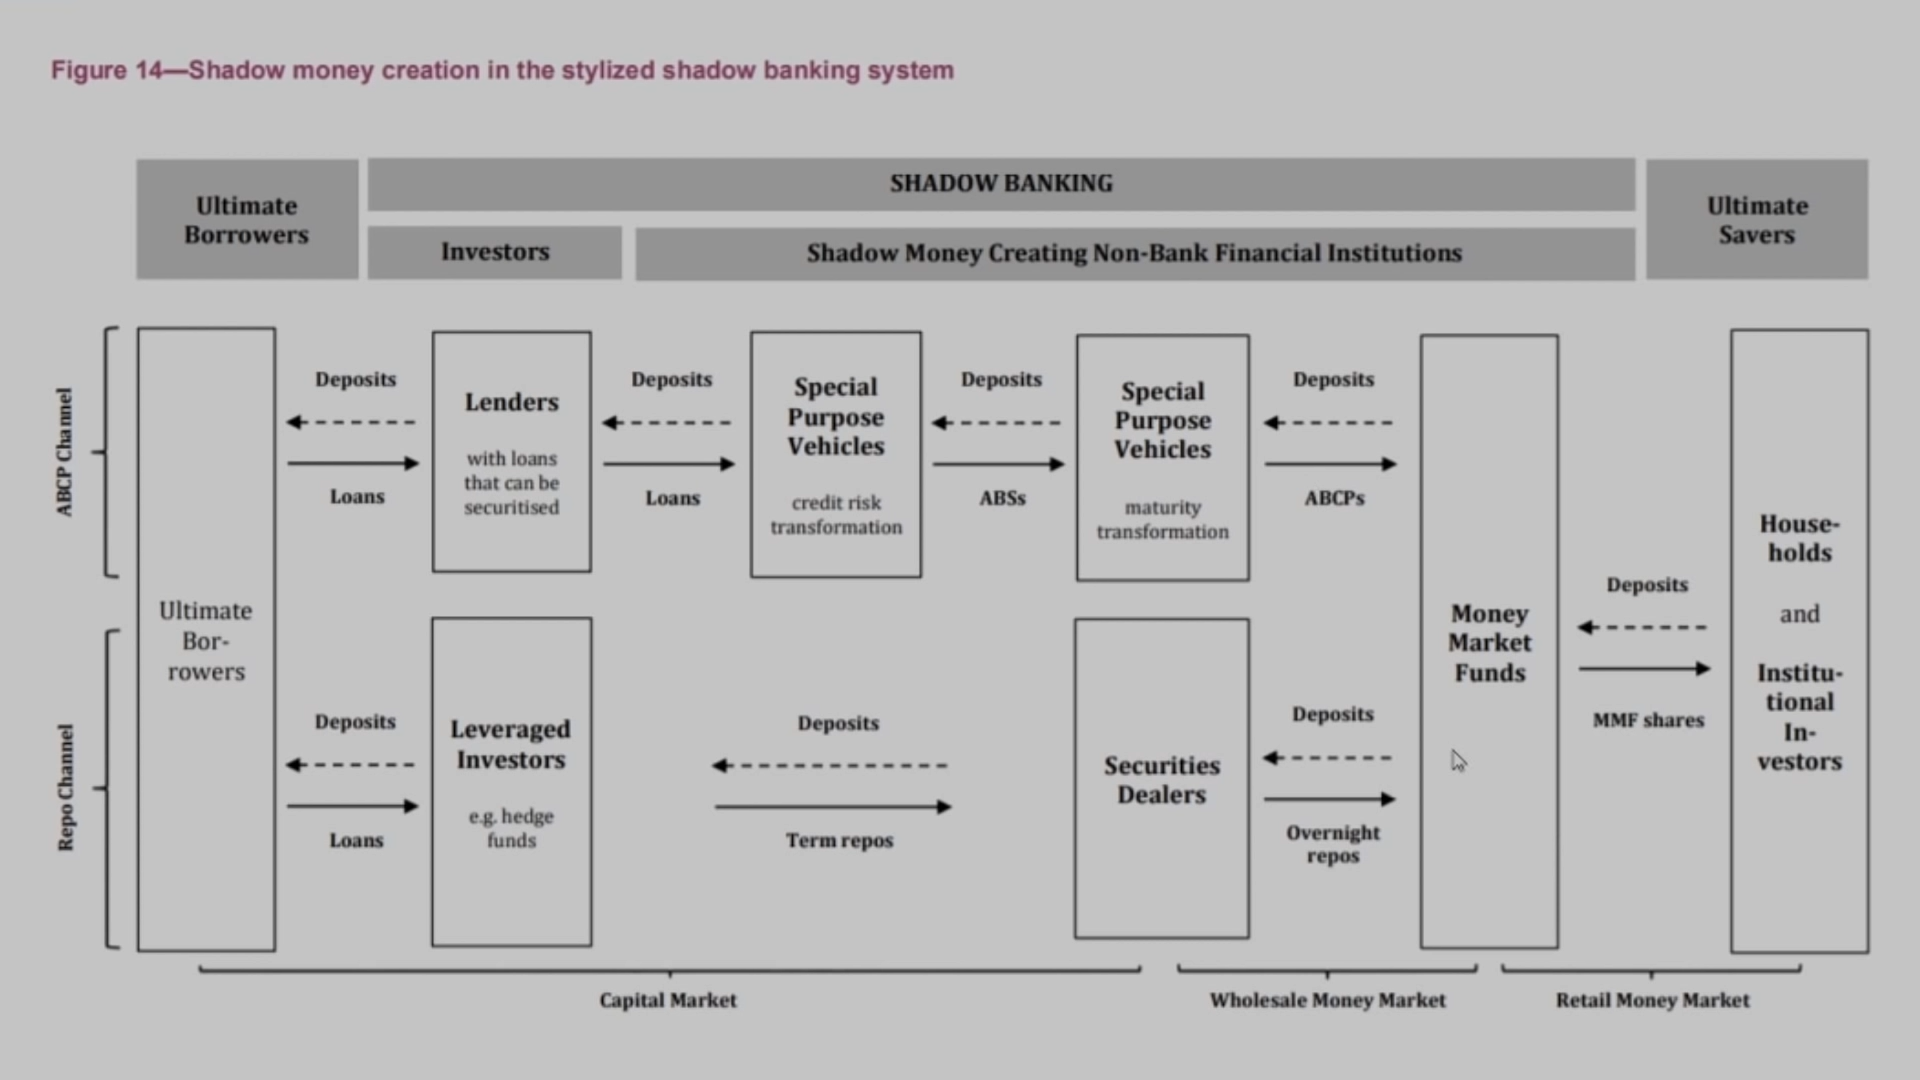 Figure 14—Shadow money creation in the stylized shadow banking system
Ultimate
Borrowers
SHADOW BANKING
Investors
Shadow Money Creating Non-Bank Financial Institutions
Ultimate
Savers
ABCP Channel
Repo Channel
Ultimate
Bor-
rowers
Deposits
Loans
Lenders
with loans
that can be
securitised
Deposits
Loans
Special
Purpose
Vehicles
credit risk
transformation
Deposits
ABSs
Special
Purpose
Vehicles
maturity
transformation
Deposits
ABCPs
Deposits
Loans
Leveraged
Investors
e.g. hedge
funds
Deposits
Term repos
Securities
Dealers
Deposits
Overnight
repos
Money
Market
Funds
Deposits
MMF shares
House-
holds
and
Institu-
tional
In-
vestors
Capital Market
Wholesale Money Market
Retail Money Market